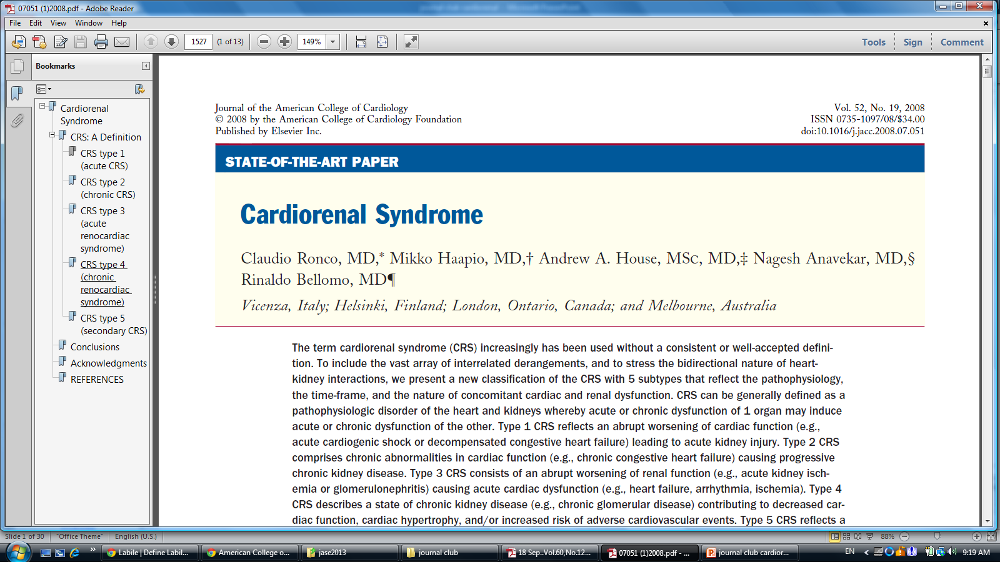 07051 (1)2008.pdf - Adobe Reader
File Edit View Window Help
1527 (1 of 13) 149% Tools Sign Comment
Bookmarks
Cardiorenal
Syndrome
CRS: A Definition
CRS type 1
(acute CRS)
CRS type 2
(chronic CRS)
CRS type 3
(acute
renocardiac
syndrome)
CRS type 4
(chronic
renocardiac
syndrome)
CRS type 5
(secondary CRS)
Conclusions
Acknowledgments
REFERENCES
Journal of the American College of Cardiology
© 2008 by the American College of Cardiology Foundation
Published by Elsevier Inc.
Vol. 52, No. 19, 2008
ISSN 0735-1097/08/$34.00
doi:10.1016/j.jacc.2008.07.051
STATE-OF-THE-ART PAPER
Cardiorenal Syndrome
Claudio Ronco, MD,* Mikko Haapio, MD,† Andrew A. House, MSC, MD,‡ Nagesh Anavekar, MD,§
Rinaldo Bellomo, MD¶
Vicenza, Italy; Helsinki, Finland; London, Ontario, Canada; and Melbourne, Australia
The term cardiorenal syndrome (CRS) increasingly has been used without a consistent or well-accepted defini-
tion. To include the vast array of interrelated derangements, and to stress the bidirectional nature of heart-
kidney interactions, we present a new classification of the CRS with 5 subtypes that reflect the pathophysiology,
the time-frame, and the nature of concomitant cardiac and renal dysfunction. CRS can be generally defined as a
pathophysiologic disorder of the heart and kidneys whereby acute or chronic dysfunction of 1 organ may induce
acute or chronic dysfunction of the other. Type 1 CRS reflects an abrupt worsening of cardiac function (e.g.,
acute cardiogenic shock or decompensated congestive heart failure) leading to acute kidney injury. Type 2 CRS
comprises chronic abnormalities in cardiac function (e.g., chronic congestive heart failure) causing progressive
chronic kidney disease. Type 3 CRS consists of an abrupt worsening of renal function (e.g., acute kidney isch-
emia or glomerulonephritis) causing acute cardiac dysfunction (e.g., heart failure, arrhythmia, ischemia). Type 4
CRS describes a state of chronic kidney disease (e.g., chronic glomerular disease) contributing to decreased car-
diac function, cardiac hypertrophy, and/or increased risk of adverse cardiovascular events. Type 5 CRS reflects a
Slide 1 of 30 "Office Theme" English (U.S.) 88%
Labile | Define Labil... American College o... jase2013 journal club 18 Sep..Vol.60,No.12... 07051 (1)2008.pdf - ... journal club cardior... EN 9:19 AM